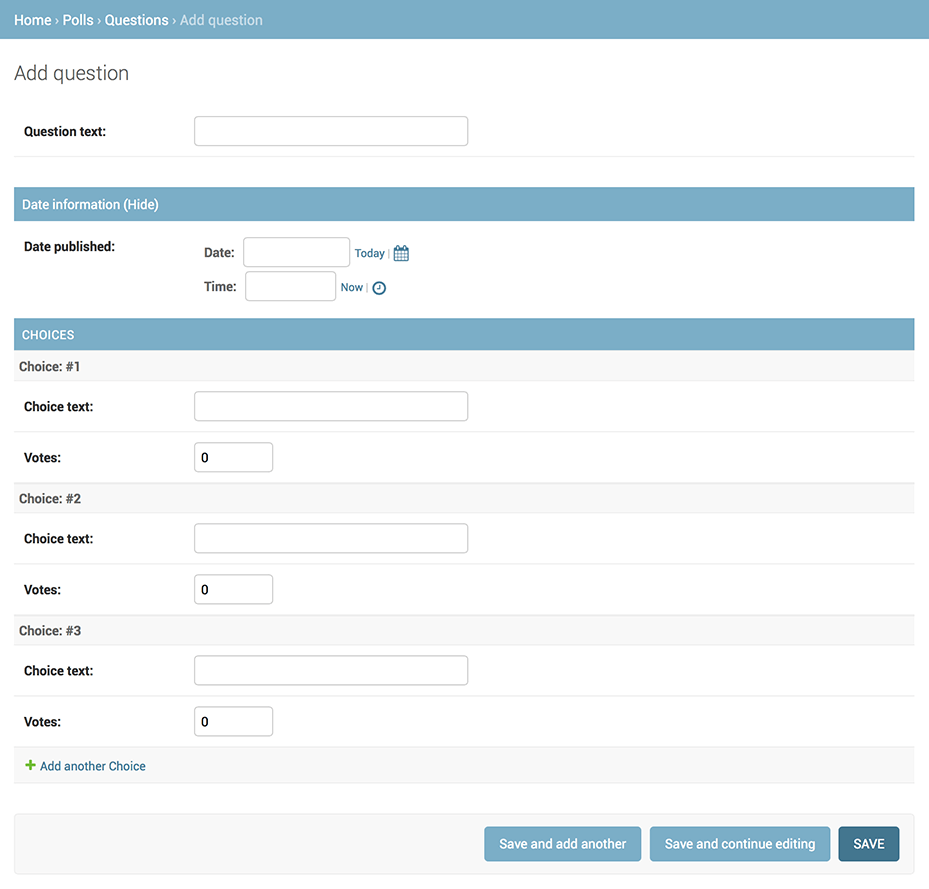 Home › Polls › Questions › Add question
Add question
Question text:
Date information (Hide)
Date published:
Date: Today |
Time: Now |
CHOICES
Choice: #1
Choice text:
Votes: 0
Choice: #2
Choice text:
Votes: 0
Choice: #3
Choice text:
Votes: 0
+ Add another Choice
Save and add another Save and continue editing SAVE